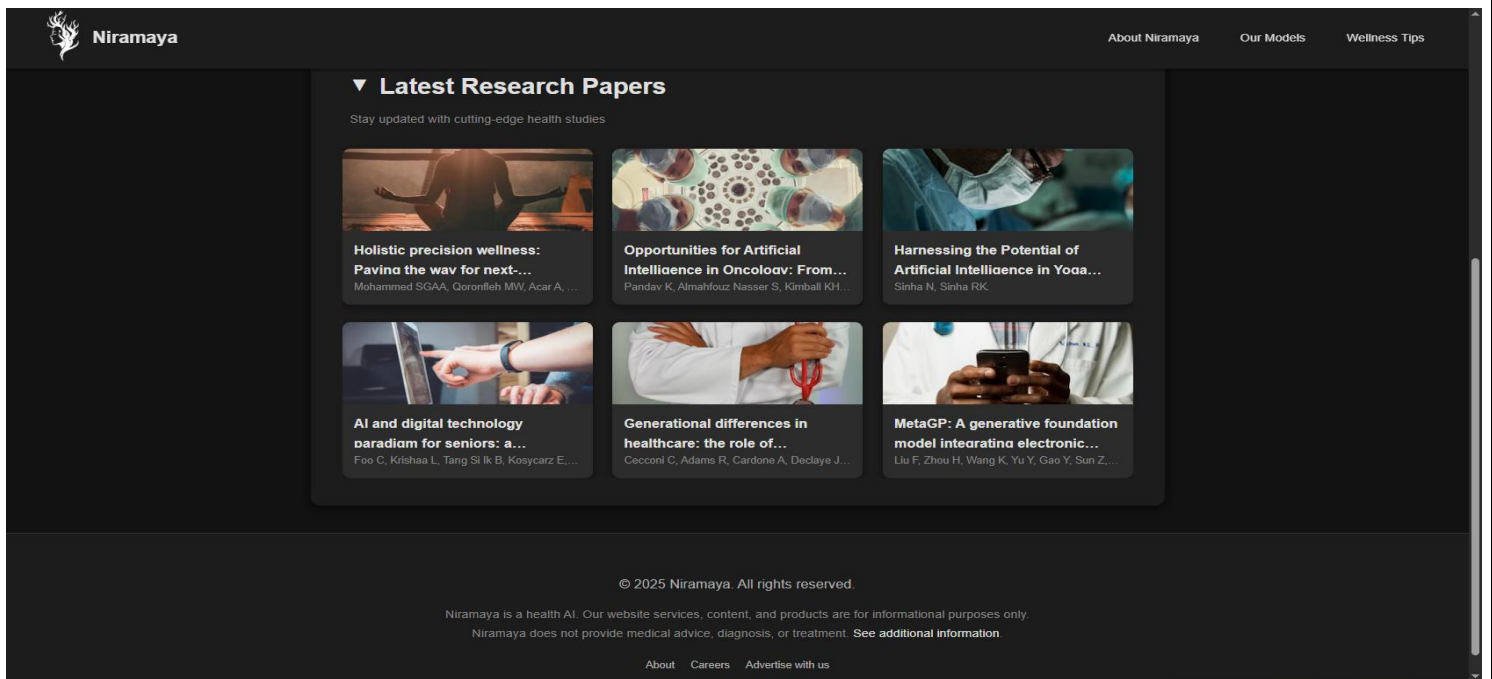 Niramaya
About Niramaya Our Models Wellness Tips
▼ Latest Research Papers
Stay updated with cutting-edge health studies
Holistic precision wellness:
Paving the way for next-...
Mohammed SGAA, Qoronfleh MW, Acar A, ...
Opportunities for Artificial
Intelligence in Oncology: From...
Pandav K, Almahfouz Nasser S, Kimball KH...
Harnessing the Potential of
Artificial Intelligence in Yoga...
Sinha N, Sinha RK.
AI and digital technology
paradigm for seniors: a...
Foo C, Krishaa L, Tang Si Ik B, Kosycarz E,...
Generational differences in
healthcare: the role of...
Cecconi C, Adams R, Cardone A, Declaye J...
MetaGP: A generative foundation
model integrating electronic...
Liu F, Zhou H, Wang K, Yu Y, Gao Y, Sun Z,...
© 2025 Niramaya. All rights reserved.
Niramaya is a health AI. Our website services, content, and products are for informational purposes only.
Niramaya does not provide medical advice, diagnosis, or treatment. See additional information.
About Careers Advertise with us